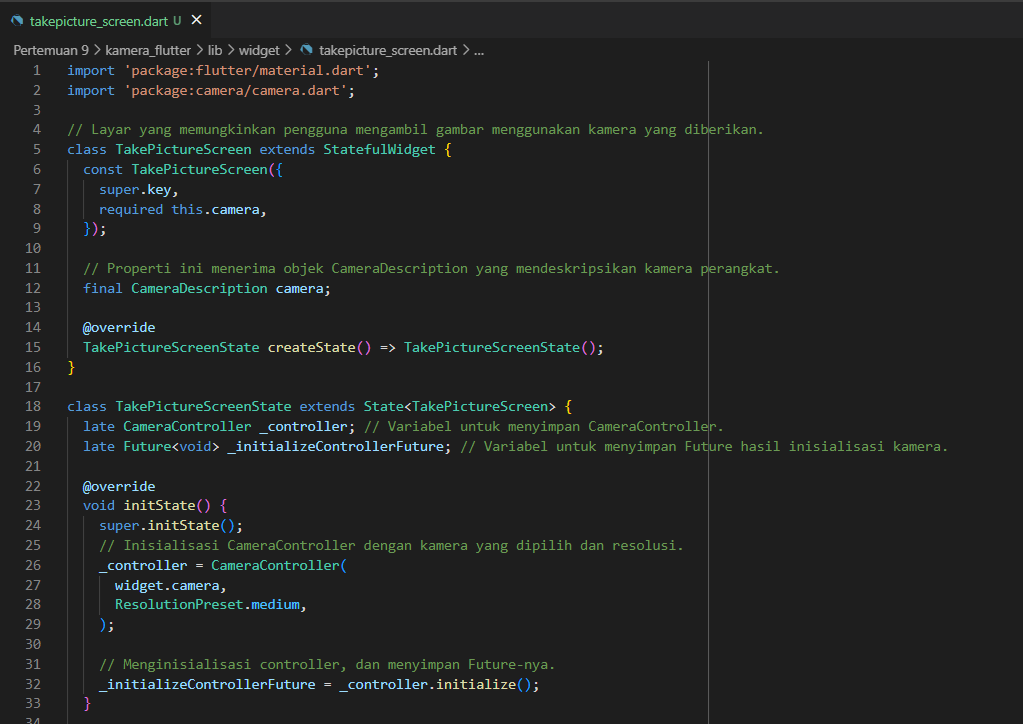 takepicture_screen.dart U
Pertemuan 9 > kamera_flutter > lib > widget > takepicture_screen.dart > ...
1 import 'package:flutter/material.dart';
2 import 'package:camera/camera.dart';
3
4 // Layar yang memungkinkan pengguna mengambil gambar menggunakan kamera yang diberikan.
5 class TakePictureScreen extends StatefulWidget {
6   const TakePictureScreen({
7     super.key,
8     required this.camera,
9   });
10
11   // Properti ini menerima objek CameraDescription yang mendeskripsikan kamera perangkat.
12   final CameraDescription camera;
13
14   @override
15   TakePictureScreenState createState() => TakePictureScreenState();
16 }
17
18 class TakePictureScreenState extends State<TakePictureScreen> {
19   late CameraController _controller; // Variabel untuk menyimpan CameraController.
20   late Future<void> _initializeControllerFuture; // Variabel untuk menyimpan Future hasil inisialisasi kamera.
21
22   @override
23   void initState() {
24     super.initState();
25     // Inisialisasi CameraController dengan kamera yang dipilih dan resolusi.
26     _controller = CameraController(
27       widget.camera,
28       ResolutionPreset.medium,
29     );
30
31     // Menginisialisasi controller, dan menyimpan Future-nya.
32     _initializeControllerFuture = _controller.initialize();
33   }
34